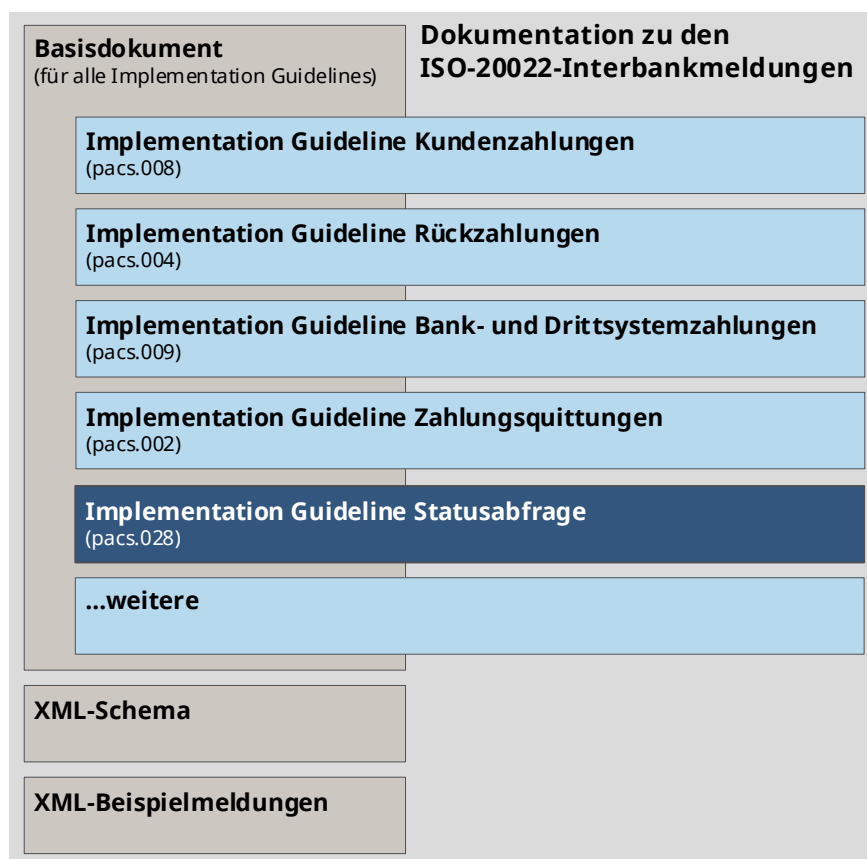 Basisdokument
(für alle Implementation Guidelines)
Dokumentation zu den
ISO-20022-Interbankmeldungen
Implementation Guideline Kundenzahlungen
(pacs.008)
Implementation Guideline Rückzahlungen
(pacs.004)
Implementation Guideline Bank- und Drittsystemzahlungen
(pacs.009)
Implementation Guideline Zahlungsquittungen
(pacs.002)
Implementation Guideline Statusabfrage
(pacs.028)
...weitere
XML-Schema
XML-Beispielmeldungen